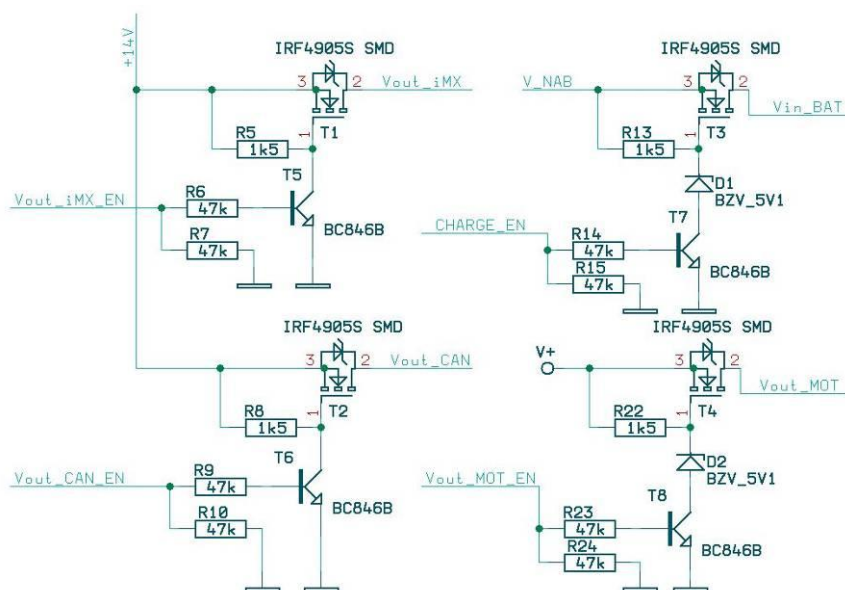 +14V
IRF4905S SMD
3
2
Vout_iMX
1
T1
R5
1k5
T5
Vout_iMX_EN
R6
47k
R7
47k
BC846B
IRF4905S SMD
V_NAB
3
2
Vin_BAT
1
T3
R13
1k5
D1
BZV_5V1
T7
CHARGE_EN
R14
47k
R15
47k
BC846B
IRF4905S SMD
3
2
Vout_CAN
1
T2
R8
1k5
T6
Vout_CAN_EN
R9
47k
R10
47k
BC846B
IRF4905S SMD
V+
3
2
Vout_MOT
1
T4
R22
1k5
D2
BZV_5V1
T8
Vout_MOT_EN
R23
47k
R24
47k
BC846B